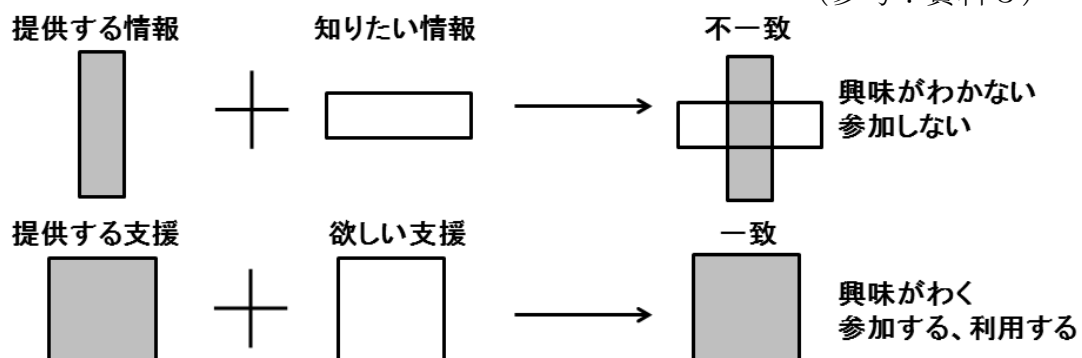 提供する情報
知りたい情報
不一致
興味がわかない
参加しない
提供する支援
欲しい支援
一致
興味がわく
参加する、利用する